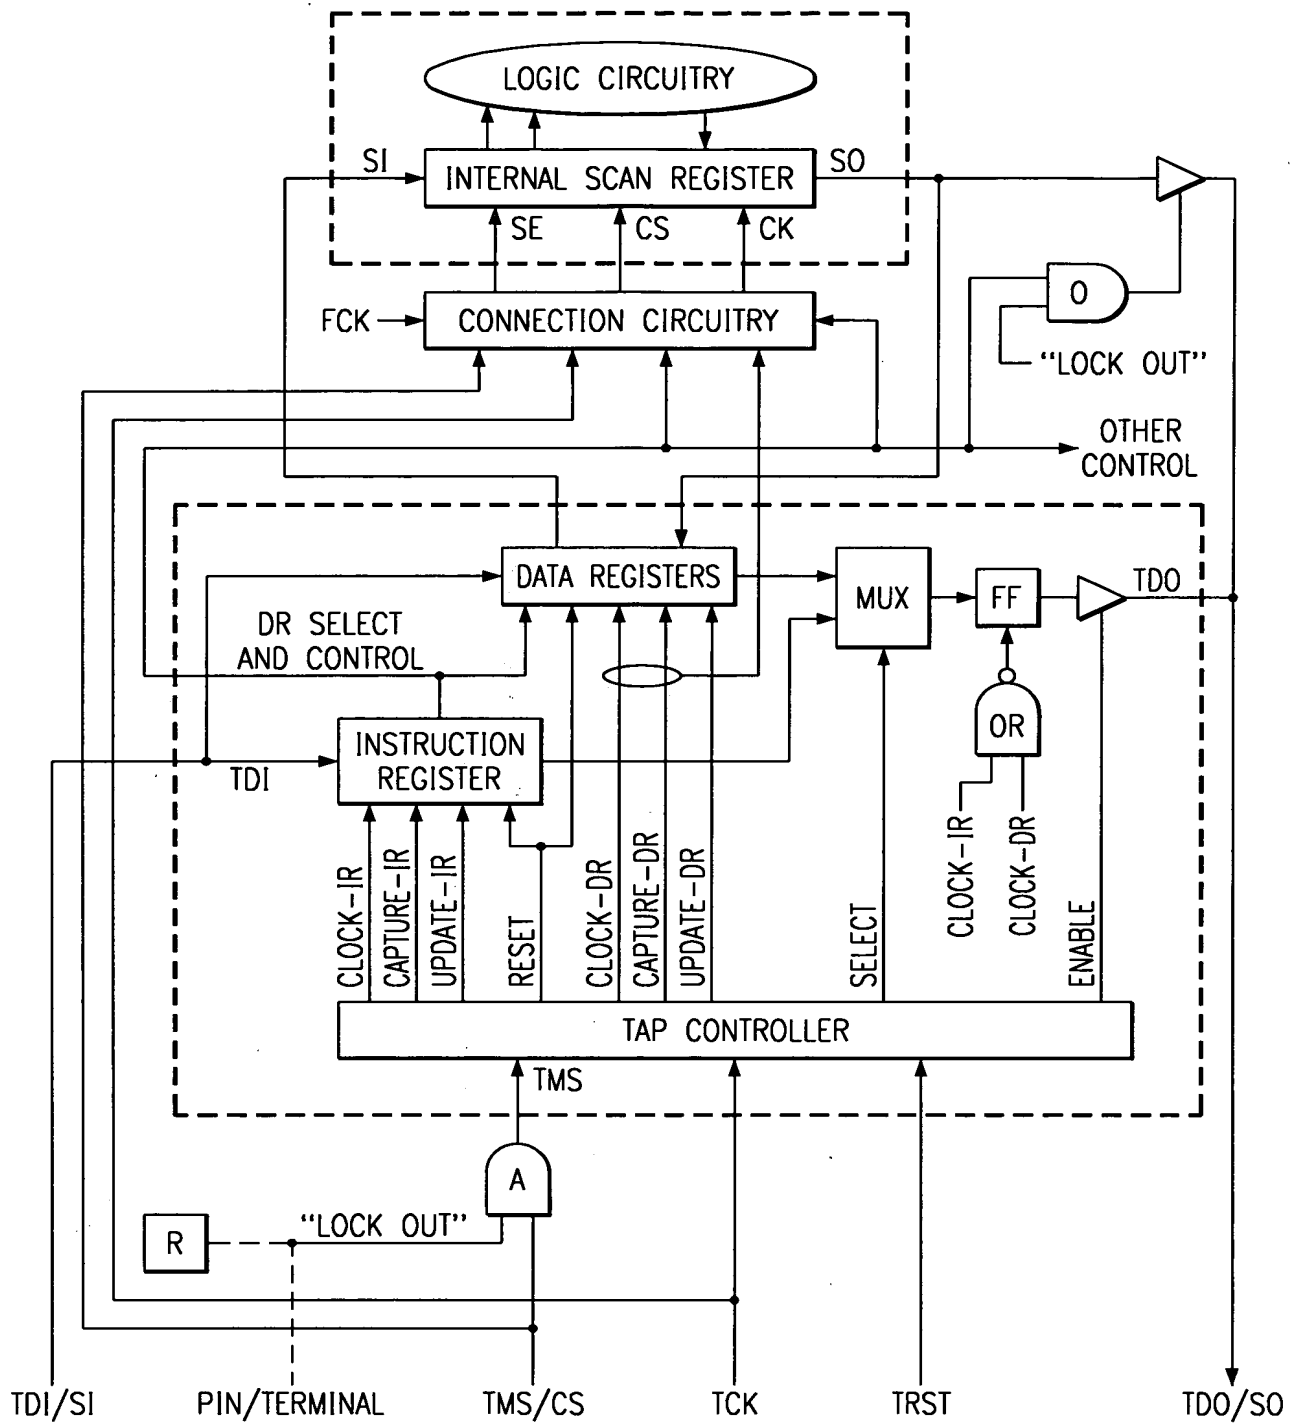 LOGIC CIRCUITRY
SI
INTERNAL SCAN REGISTER
SO
SE
CS
CK
O
FCK
CONNECTION CIRCUITRY
"LOCK OUT"
OTHER
CONTROL
DATA REGISTERS
MUX
FF
TDO
DR SELECT
AND CONTROL
OR
INSTRUCTION
REGISTER
TDI
CLOCK-IR
CAPTURE-IR
UPDATE-IR
RESET
CLOCK-DR
CAPTURE-DR
UPDATE-DR
SELECT
CLOCK-IR
CLOCK-DR
ENABLE
TAP CONTROLLER
TMS
A
"LOCK OUT"
R
TDI/SI
PIN/TERMINAL
TMS/CS
TCK
TRST
TDO/SO